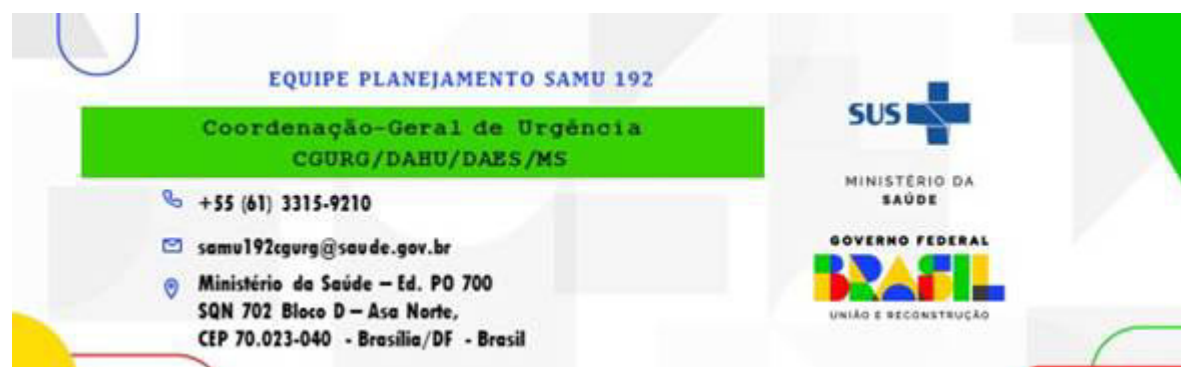 EQUIPE PLANEJAMENTO SAMU 192
Coordenação-Geral de Urgência
CGURG/DAHU/DAES/MS
+55 (61) 3315-9210
samu192cgurg@saude.gov.br
Ministério da Saúde – Ed. PO 700
SQN 702 Bloco D – Asa Norte,
CEP 70.023-040 - Brasília/DF - Brasil
SUS
MINISTÉRIO DA
SAÚDE
GOVERNO FEDERAL
BRASIL
UNIÃO E RECONSTRUÇÃO